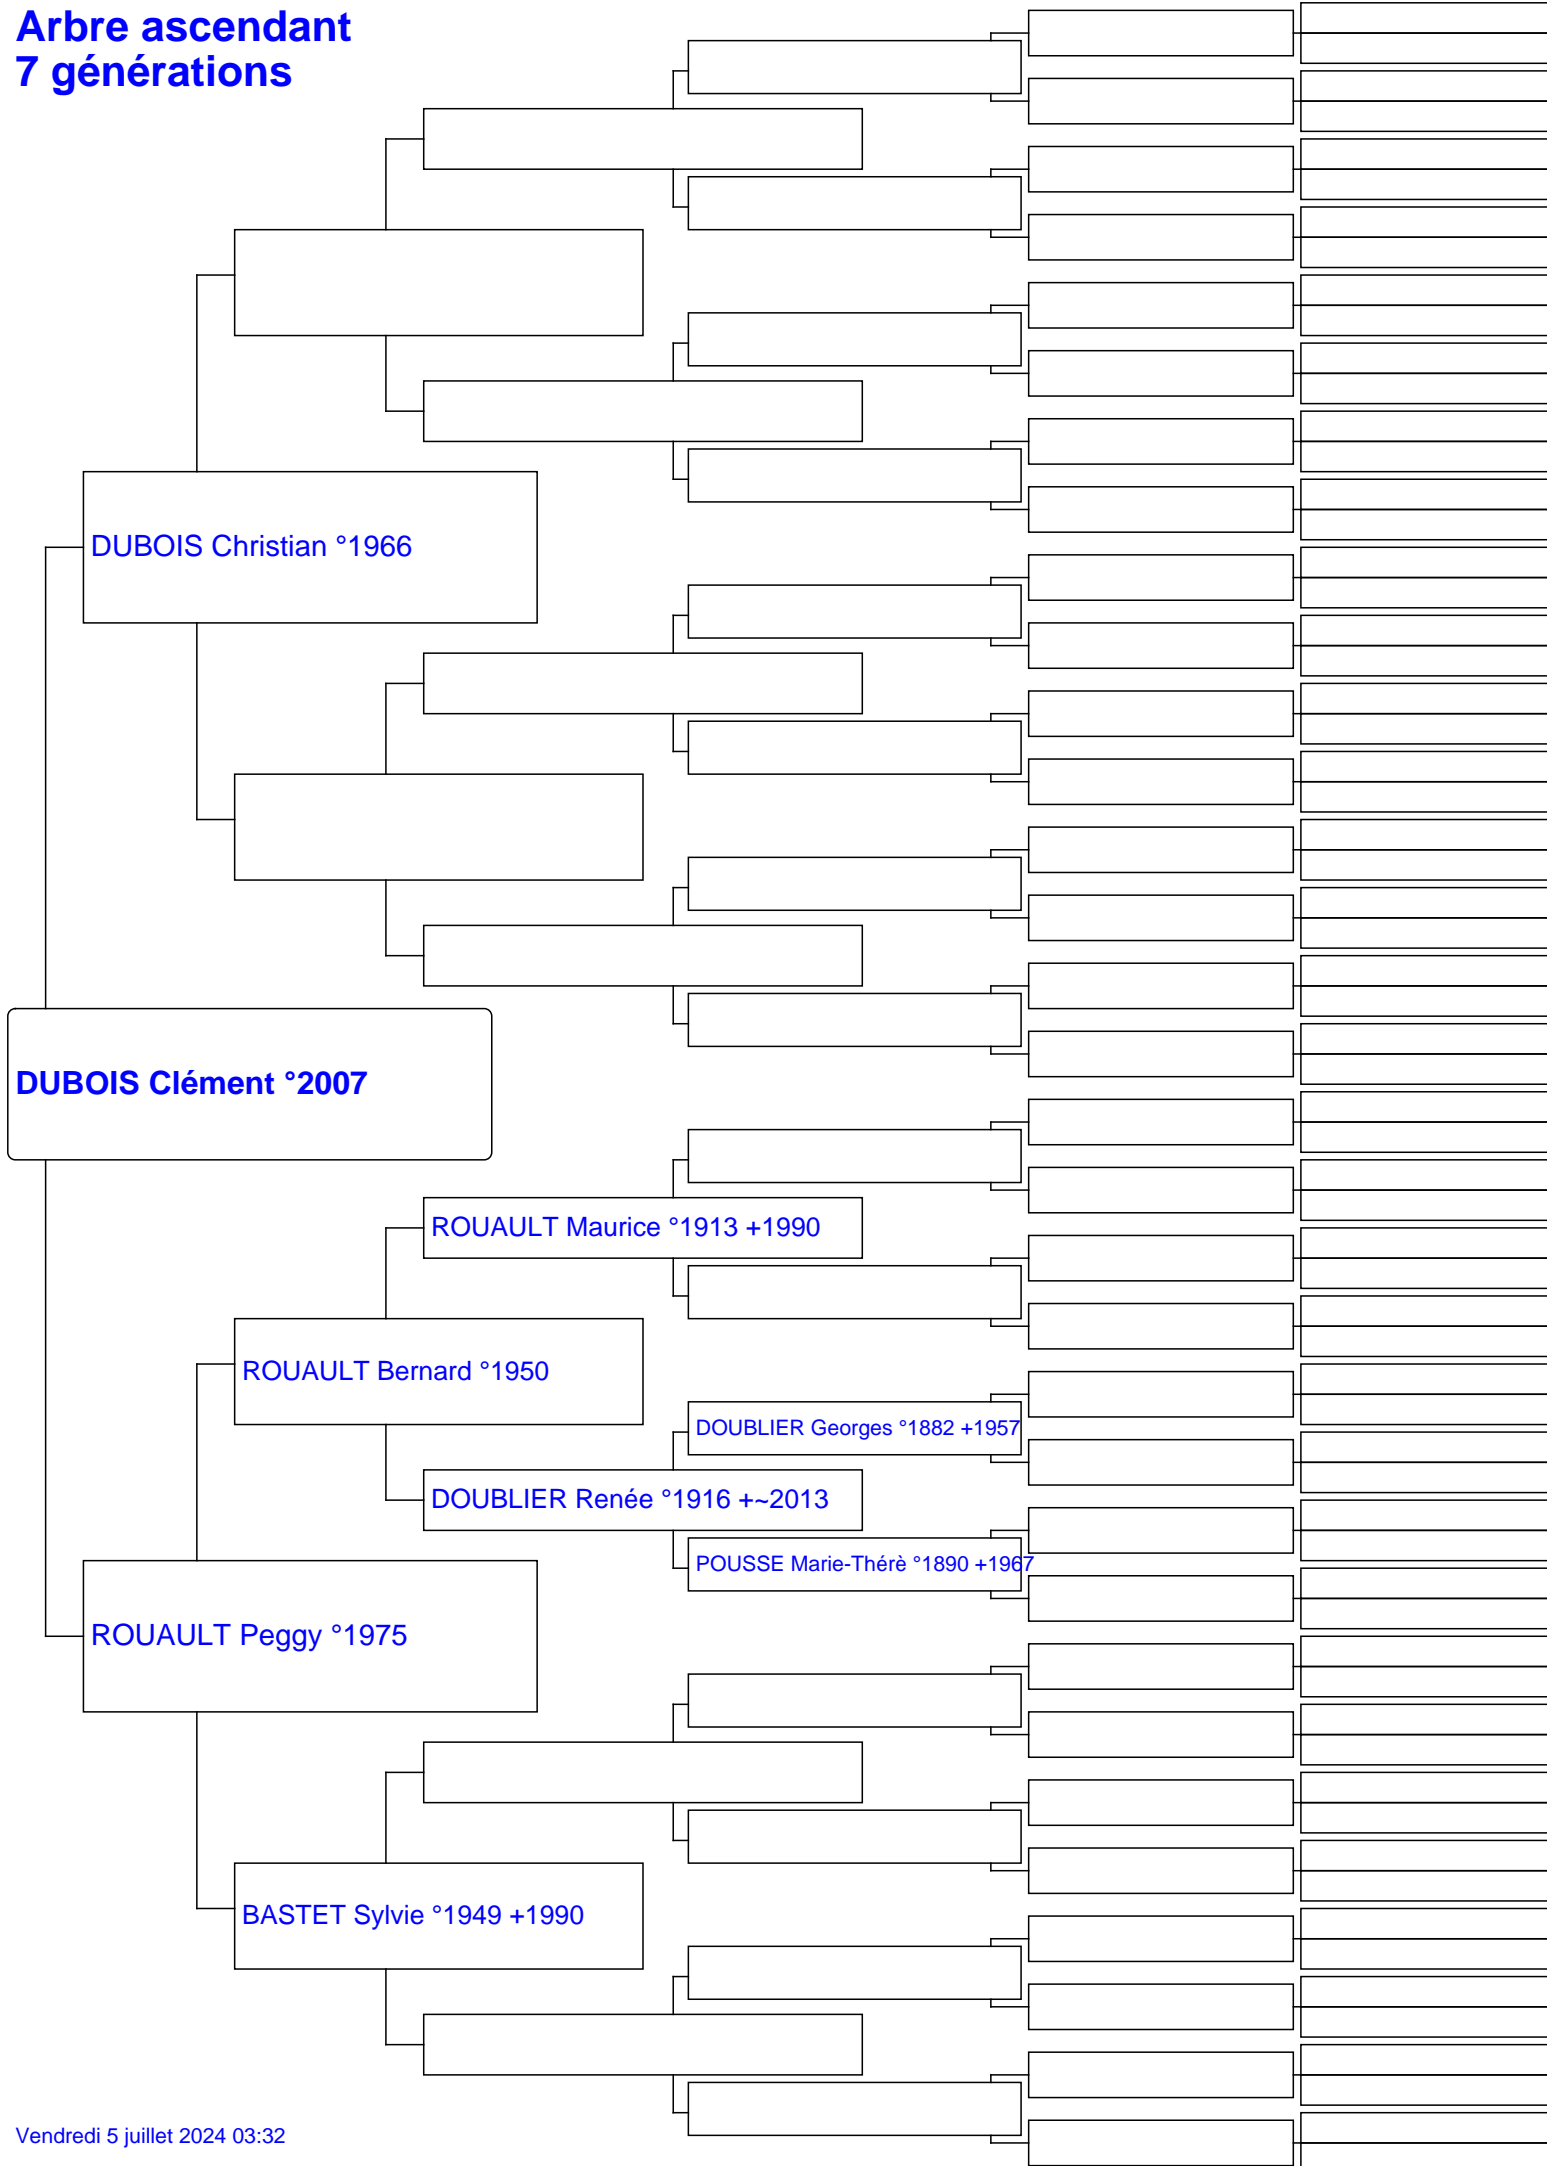 Arbre ascendant
7 générations
DUBOIS Christian °1966
DUBOIS Clément °2007
ROUAULT Maurice °1913 +1990
ROUAULT Bernard °1950
DOUBLIER Georges °1882 +1957
DOUBLIER Renée °1916 +~2013
POUSSE Marie-Thérè °1890 +1967
ROUAULT Peggy °1975
BASTET Sylvie °1949 +1990
Vendredi 5 juillet 2024 03:32